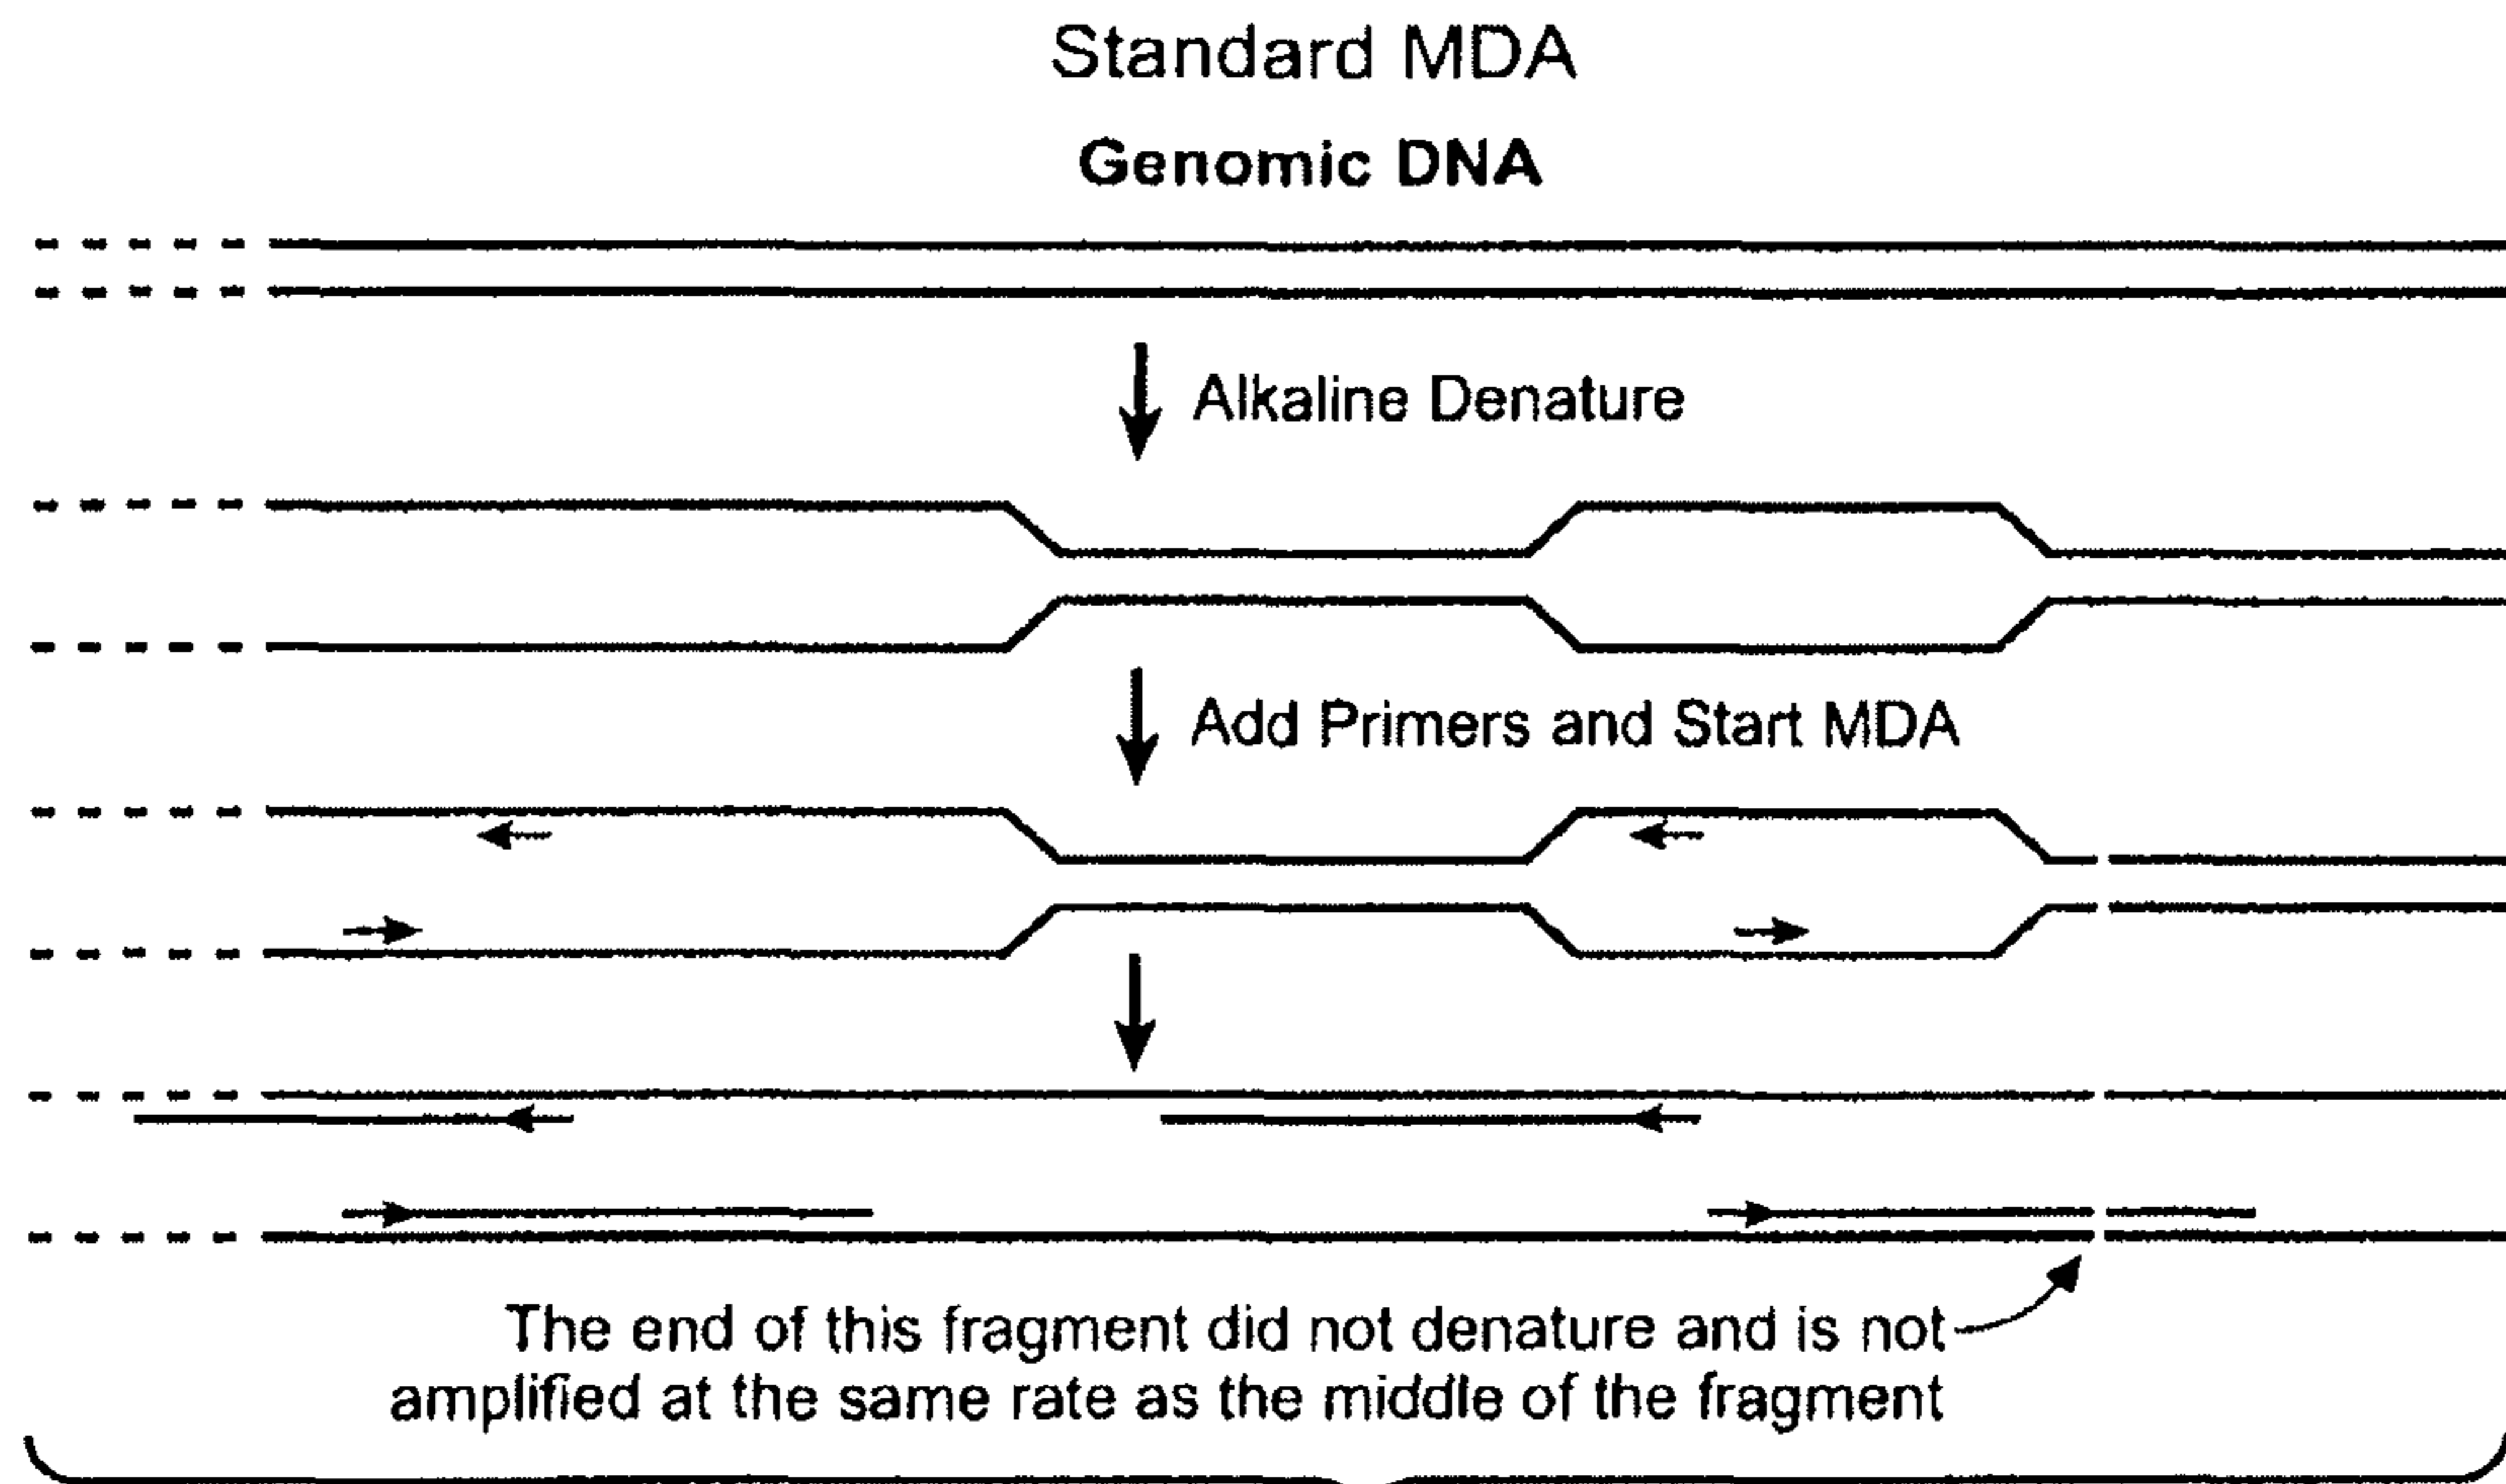 Standard MDA
Genomic DNA
Alkaline Denature
Add Primers and Start MDA
The end of this fragment did not denature and is not
amplified at the same rate as the middle of the fragment